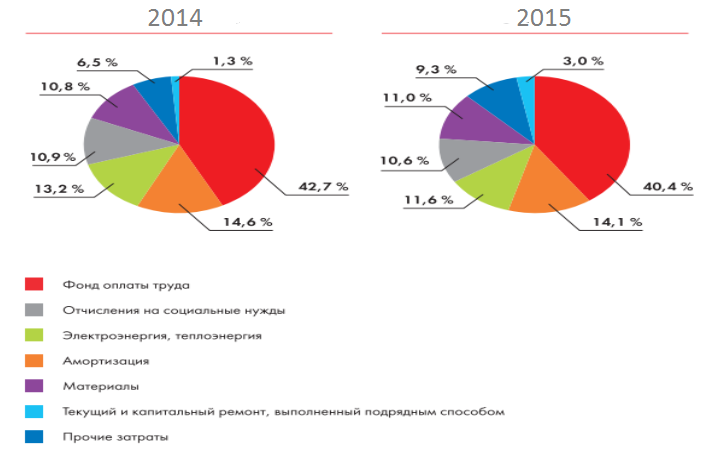 2014
2015
6,5 %
1,3 %
10,8 %
10,9 %
13,2 %
42,7 %
14,6 %
9,3 %
3,0 %
11,0 %
10,6 %
11,6 %
40,4 %
14,1 %
Фонд оплаты труда
Отчисления на социальные нужды
Электроэнергия, теплоэнергия
Амортизация
Материалы
Текущий и капитальный ремонт, выполненный подрядным способом
Прочие затраты